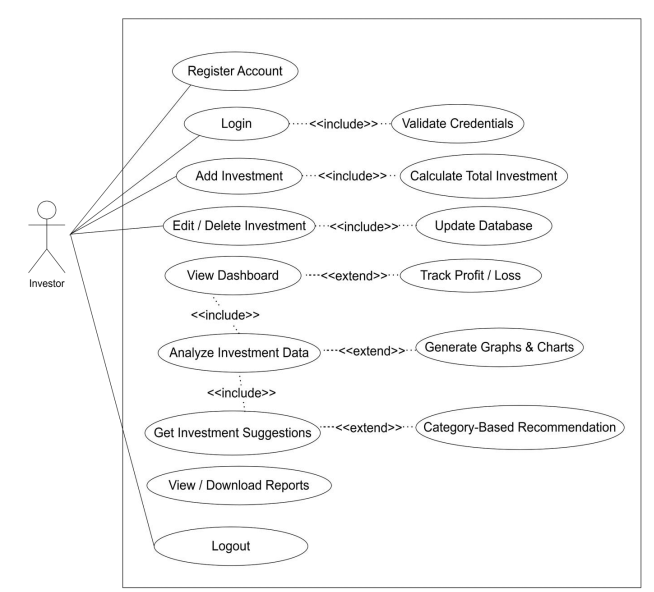 Register Account
Login
<<include>>
Validate Credentials
Add Investment
<<include>>
Calculate Total Investment
Edit / Delete Investment
<<include>>
Update Database
Investor
View Dashboard
<<extend>>
Track Profit / Loss
<<include>>
Analyze Investment Data
<<extend>>
Generate Graphs & Charts
<<include>>
Get Investment Suggestions
<<extend>>
Category-Based Recommendation
View / Download Reports
Logout